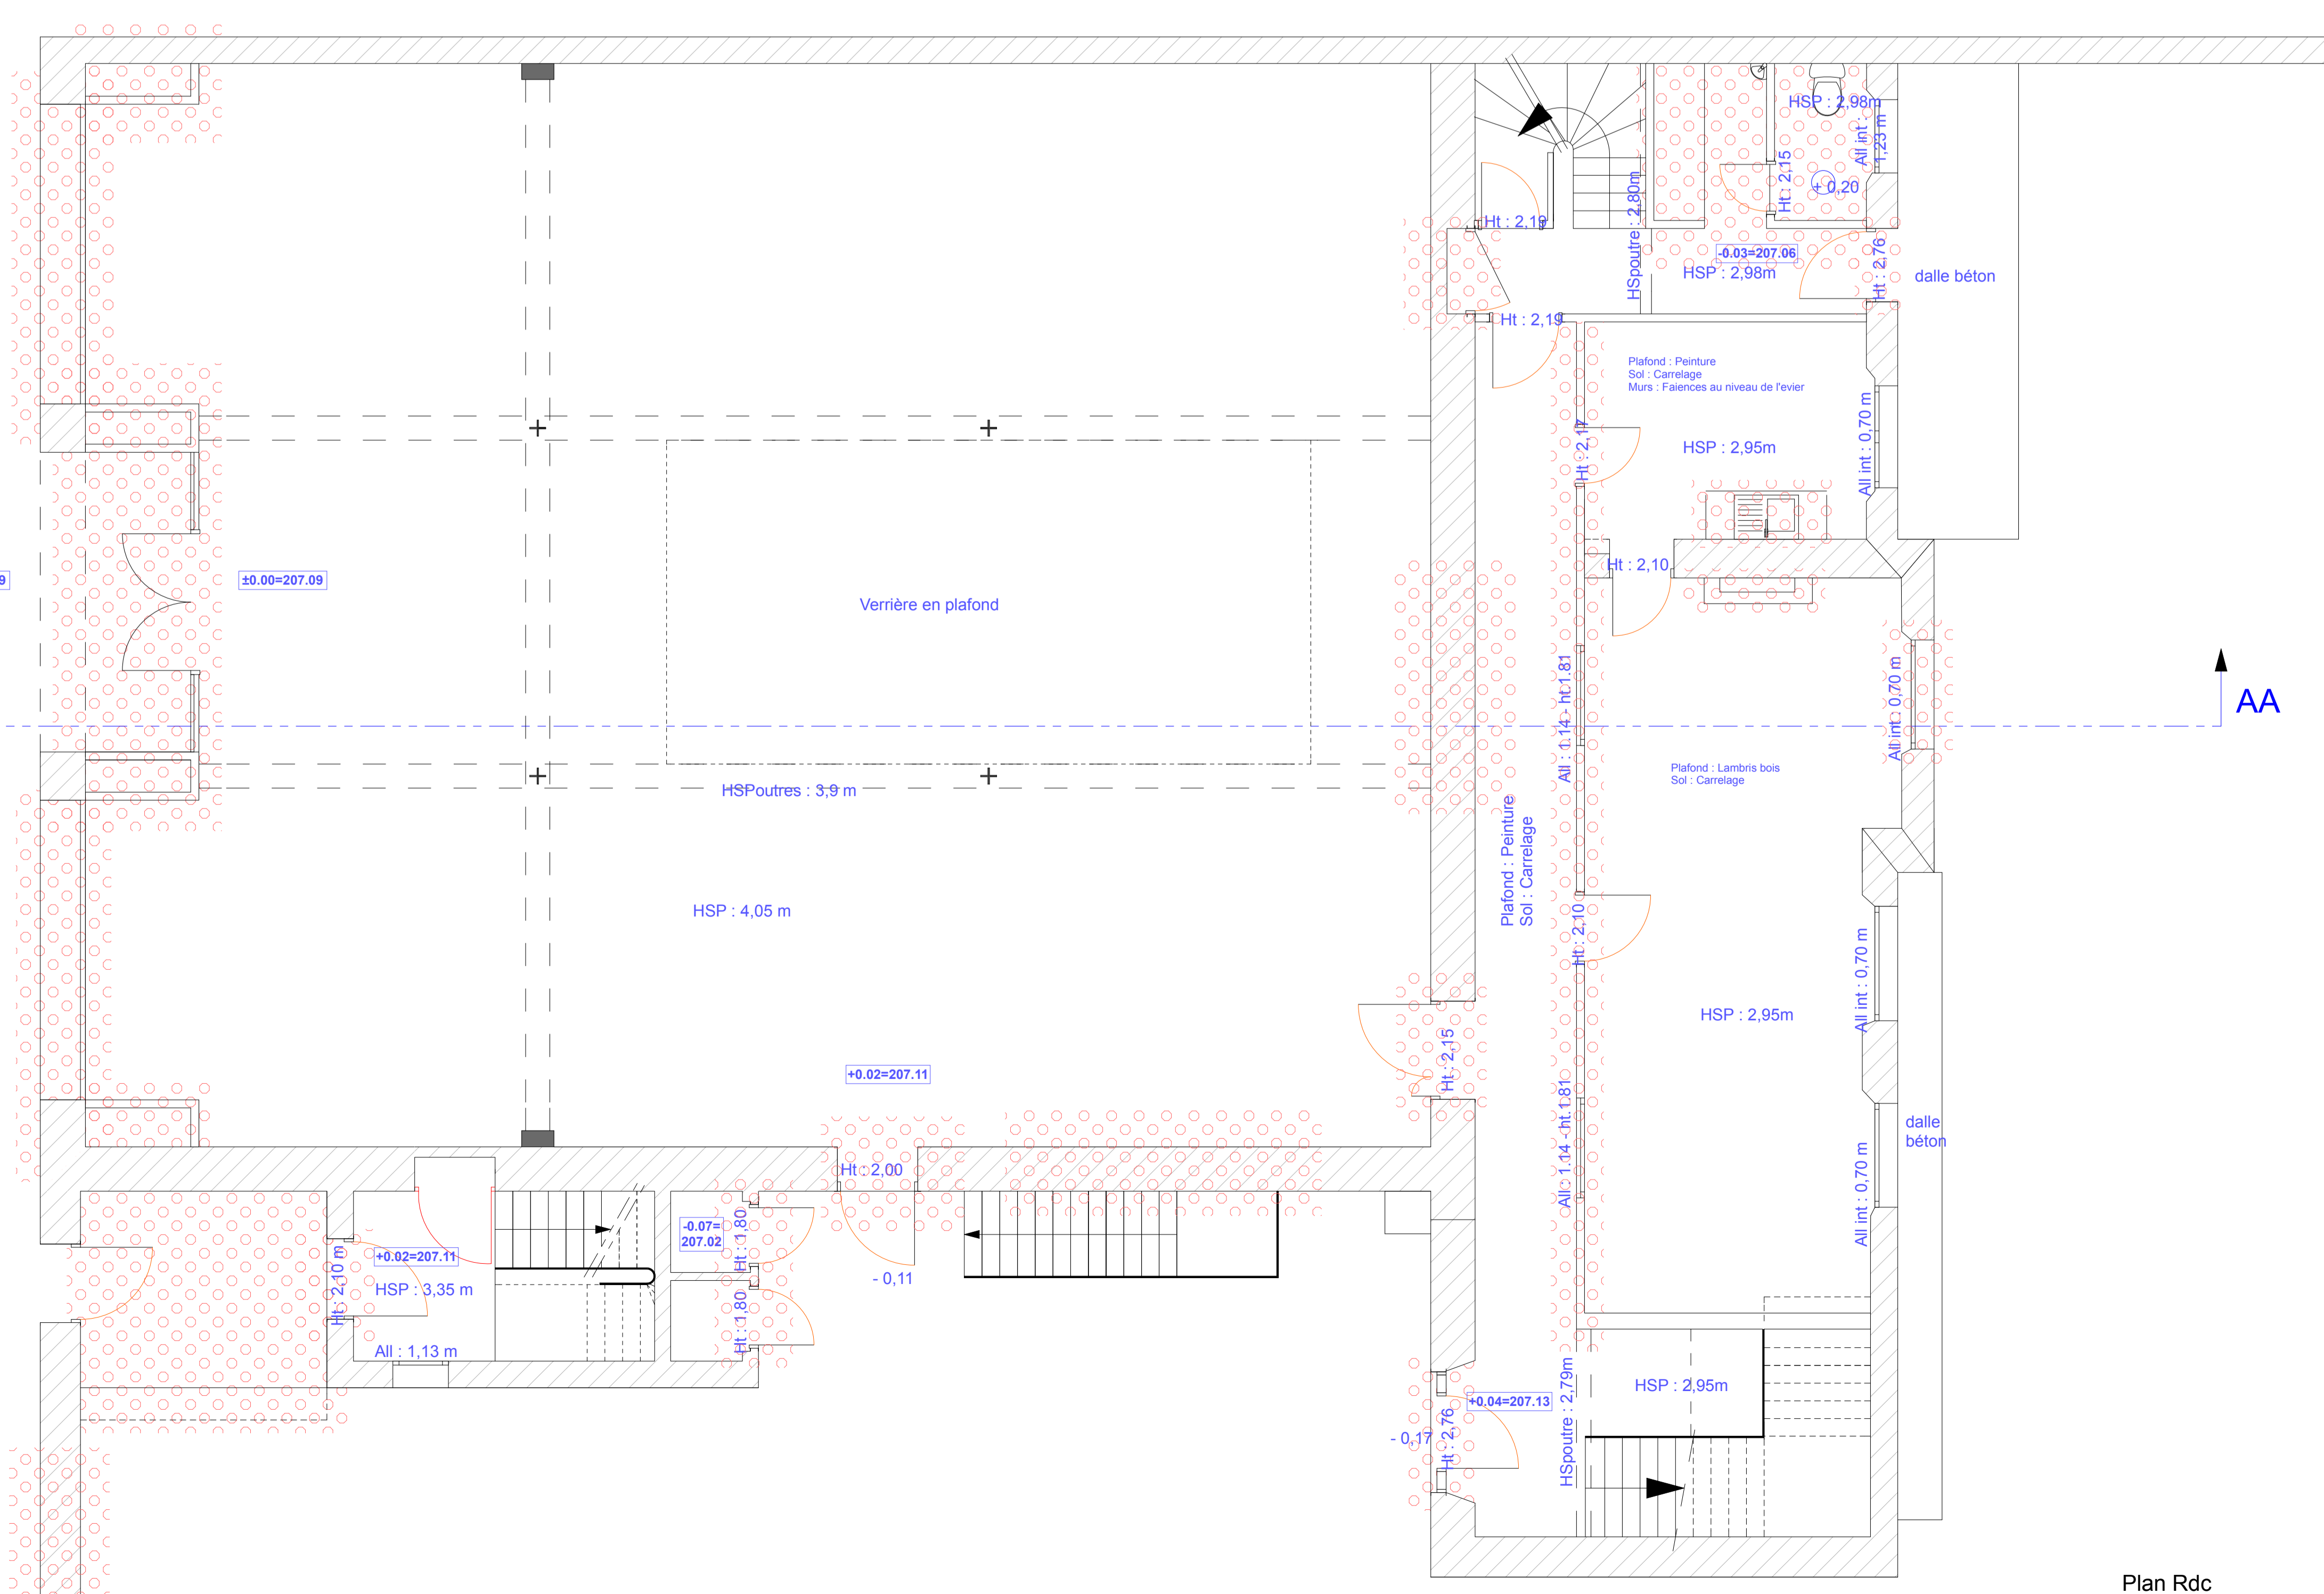 HSP : 2,98m
All int :
1,23 m
Ht : 2,15
+ 0,20
HSpoutre : 2,80m
Ht : 2,19
-0.03=207.06
HSP : 2,98m
Ht : 2,76
dalle béton
Ht : 2,19
Plafond : Peinture
Sol : Carrelage
Murs : Faiences au niveau de l'evier
Ht : 2,17
HSP : 2,95m
All int : 0,70 m
9
±0.00=207.09
Verrière en plafond
Ht : 2,10
All : 1.14 - ht.1.81
All int : 0,70 m
AA
HSPoutres : 3,9 m
Plafond : Lambris bois
Sol : Carrelage
Plafond : Peinture
Sol : Carrelage
HSP : 4,05 m
Ht : 2,10
All int : 0,70 m
HSP : 2,95m
+0.02=207.11
Ht : 2,15
All : 1.14 - ht.1.81
dalle
béton
All int : 0,70 m
Ht : 2,00
-0.07=
207.02
Ht : 1,80
+0.02=207.11
Ht : 2,10 m
HSP : 3,35 m
- 0,11
Ht : 1,80
All : 1,13 m
HSP : 2,95m
+0.04=207.13
HSpoutre : 2,79m
- 0,17
Ht : 2,76
Plan Rdc